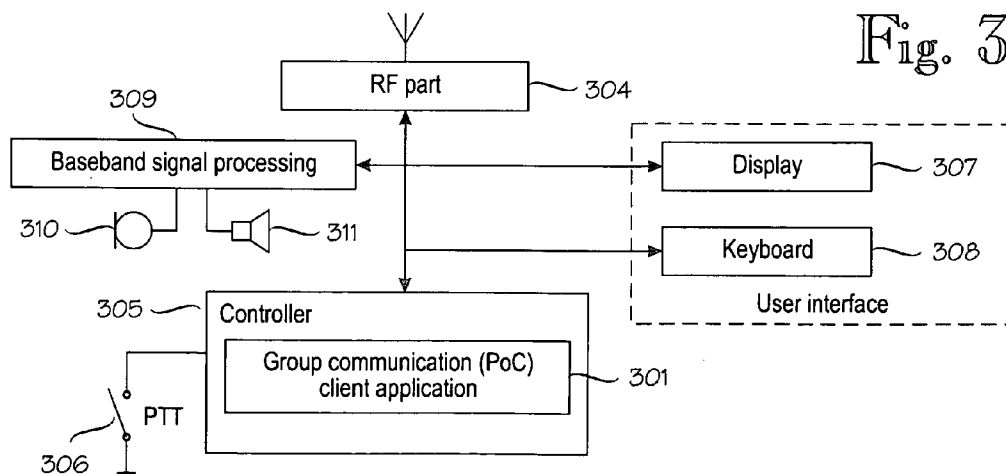 Fig. 3
RF part
304
309
Baseband signal processing
Display
307
310
311
Keyboard
308
User interface
305
Controller
Group communication (PoC)
client application
301
PTT
306